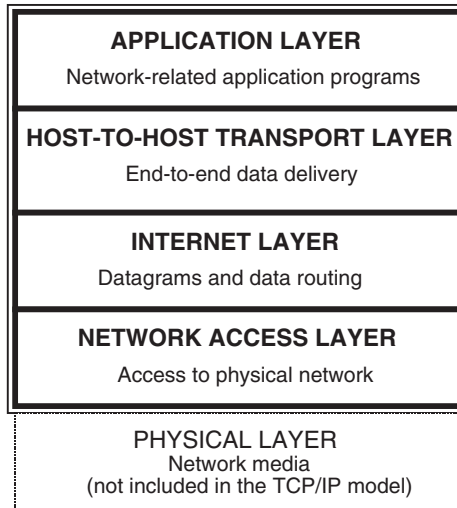 APPLICATION LAYER
Network-related application programs
HOST-TO-HOST TRANSPORT LAYER
End-to-end data delivery
INTERNET LAYER
Datagrams and data routing
NETWORK ACCESS LAYER
Access to physical network
PHYSICAL LAYER
Network media
(not included in the TCP/IP model)